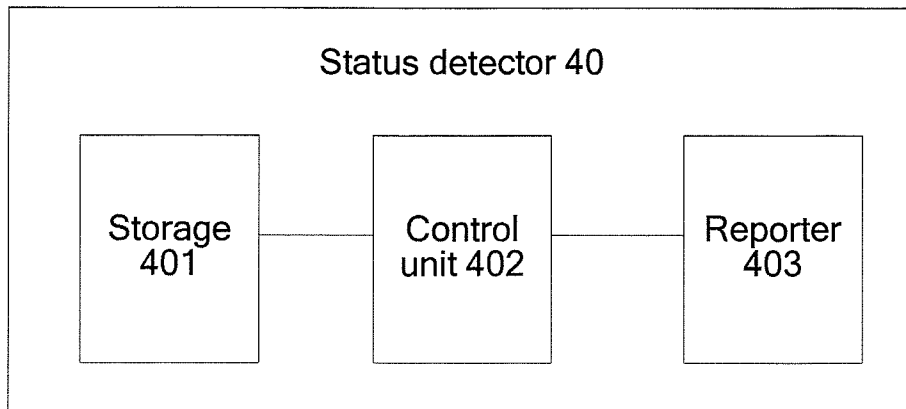 Status detector 40
Storage
401
Control
unit 402
Reporter
403